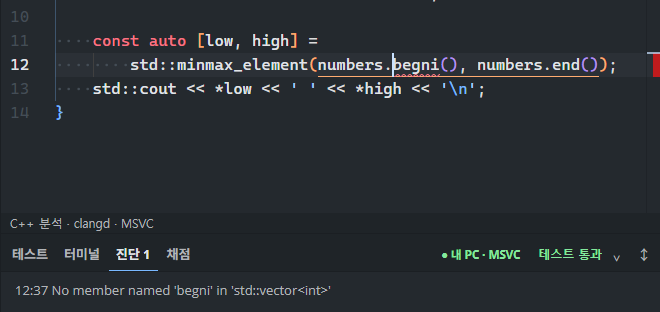 10
11 const auto [low, high] =
12 std::minmax_element(numbers.begni(), numbers.end());
13 std::cout << *low << ' ' << *high << '\n';
14 }
C++ 분석 · clangd · MSVC
테스트 터미널 진단 1 채점 내 PC · MSVC 테스트 통과
12:37 No member named 'begni' in 'std::vector<int>'